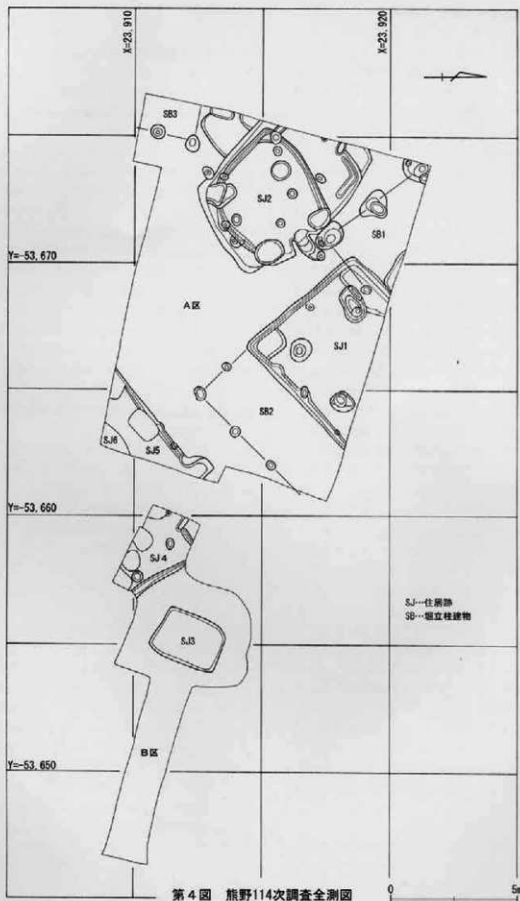 X=23,910
X=23,920
SB3
SJ2
SB1
Y=-53,670
A区
SJ1
SB2
SJ6
SJ5
Y=-53,660
SJ4
SJ…住居跡
SB…堀立柱建物
SJ3
B区
Y=-53,650
第4図 熊野114次調査全測図
0
5m